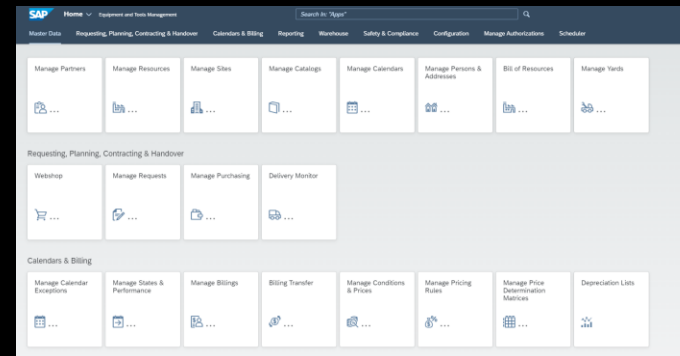 SAP Home Equipment and Tools Management Search In: "Apps"
Master Data Requesting, Planning, Contracting & Handover Calendars & Billing Reporting Warehouse Safety & Compliance Configuration Manage Authorizations Scheduler
Manage Partners
Manage Resources
Manage Sites
Manage Catalogs
Manage Calendars
Manage Persons &
Addresses
Bill of Resources
Manage Yards
Requesting, Planning, Contracting & Handover
Webshop
Manage Requests
Manage Purchasing
Delivery Monitor
Calendars & Billing
Manage Calendar
Exceptions
Manage States &
Performance
Manage Billings
Billing Transfer
Manage Conditions
& Prices
Manage Pricing
Rules
Manage Price
Determination
Matrices
Depreciation Lists